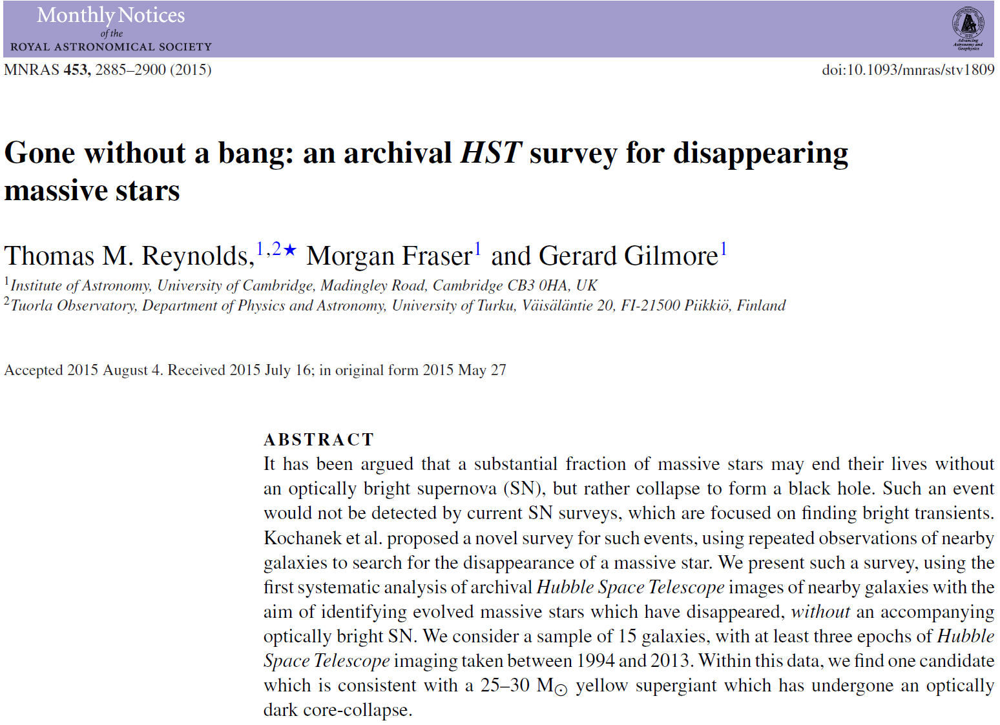 Monthly Notices
of the
ROYAL ASTRONOMICAL SOCIETY
Advancing
Astronomy and
Geophysics
MNRAS 453, 2885–2900 (2015)
doi:10.1093/mnras/stv1809
Gone without a bang: an archival HST survey for disappearing
massive stars
Thomas M. Reynolds,1,2★ Morgan Fraser1 and Gerard Gilmore1
1Institute of Astronomy, University of Cambridge, Madingley Road, Cambridge CB3 0HA, UK
2Tuorla Observatory, Department of Physics and Astronomy, University of Turku, Väisäläntie 20, FI-21500 Piikkiö, Finland
Accepted 2015 August 4. Received 2015 July 16; in original form 2015 May 27
ABSTRACT
It has been argued that a substantial fraction of massive stars may end their lives without
an optically bright supernova (SN), but rather collapse to form a black hole. Such an event
would not be detected by current SN surveys, which are focused on finding bright transients.
Kochanek et al. proposed a novel survey for such events, using repeated observations of nearby
galaxies to search for the disappearance of a massive star. We present such a survey, using the
first systematic analysis of archival Hubble Space Telescope images of nearby galaxies with the
aim of identifying evolved massive stars which have disappeared, without an accompanying
optically bright SN. We consider a sample of 15 galaxies, with at least three epochs of Hubble
Space Telescope imaging taken between 1994 and 2013. Within this data, we find one candidate
which is consistent with a 25–30 M⊙ yellow supergiant which has undergone an optically
dark core-collapse.